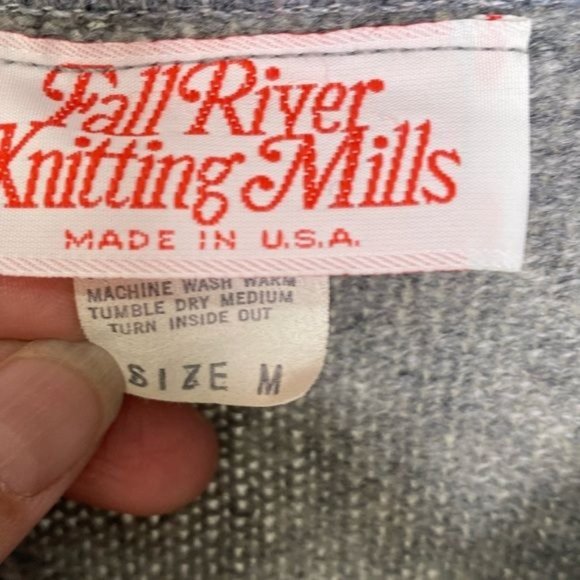 Fall River
Knitting Mills
MADE IN U.S.A.
MACHINE WASH WARM
TUMBLE DRY MEDIUM
TURN INSIDE OUT
SIZE M